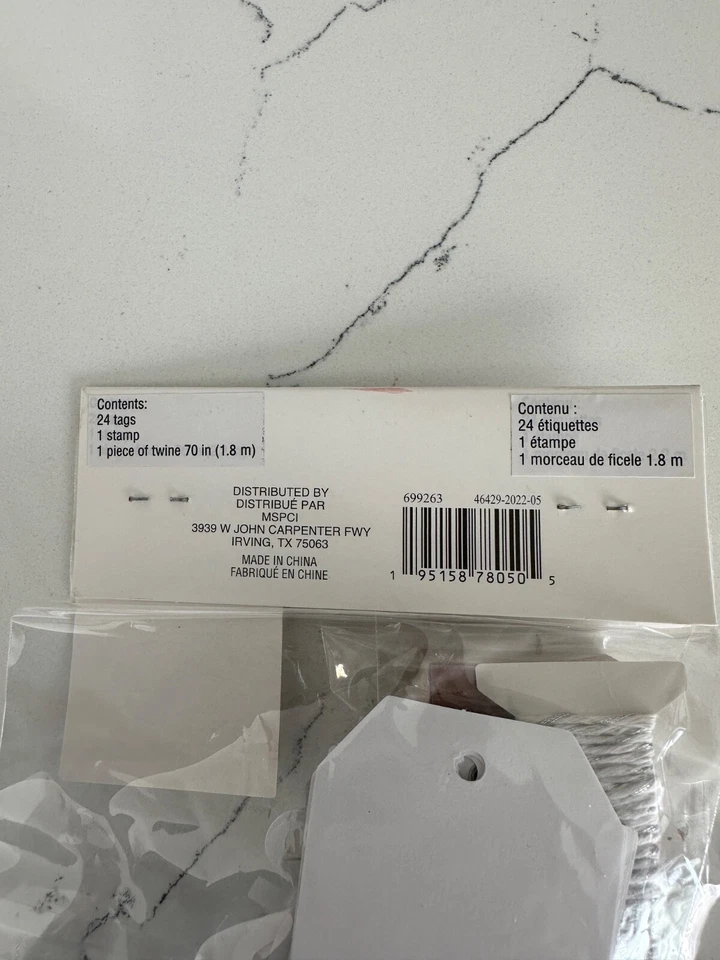 Contents:
24 tags
1 stamp
1 piece of twine 70 in (1.8 m)
Contenu :
24 étiquettes
1 étampe
1 morceau de ficele 1.8 m
DISTRIBUTED BY
DISTRIBUÉ PAR
MSPCI
3939 W JOHN CARPENTER FWY
IRVING, TX 75063
MADE IN CHINA
FABRIQUÉ EN CHINE
699263 46429-2022-05
1 95158 78050 5